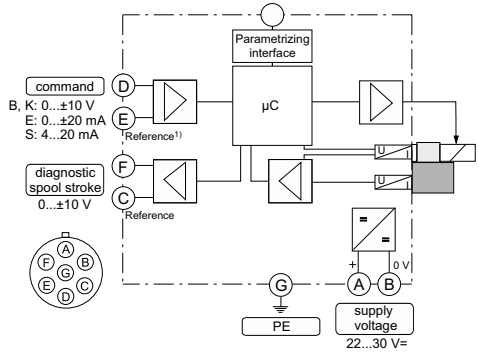 Parametrizing
interface
command
D
B, K: 0...±10 V
E: 0...±20 mA
S: 4...20 mA
E
Reference1)
µC
U
I
U
I
diagnostic
spool stroke
0...±10 V
F
C
Reference
=
=
+
0 V
A
F
B
G
E
C
D
G
A
B
PE
supply
voltage
22...30 V=